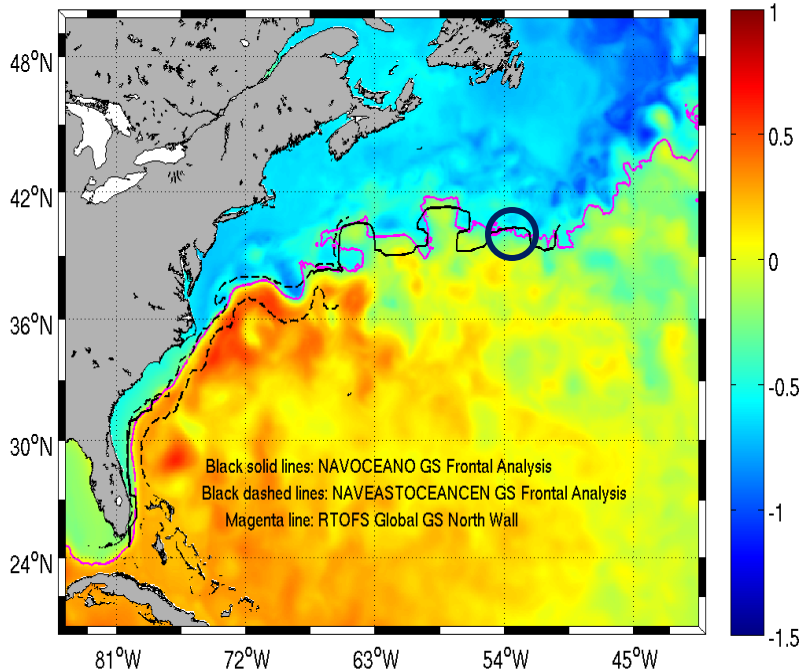 1
48°N
0.5
42°N
0
36°N
-0.5
30°N
Black solid lines: NAVOCEANO GS Frontal Analysis
Black dashed lines: NAVEASTOCEANCEN GS Frontal Analysis
Magenta line: RTOFS Global GS North Wall
-1
24°N
-1.5
81°W 72°W 63°W 54°W 45°W